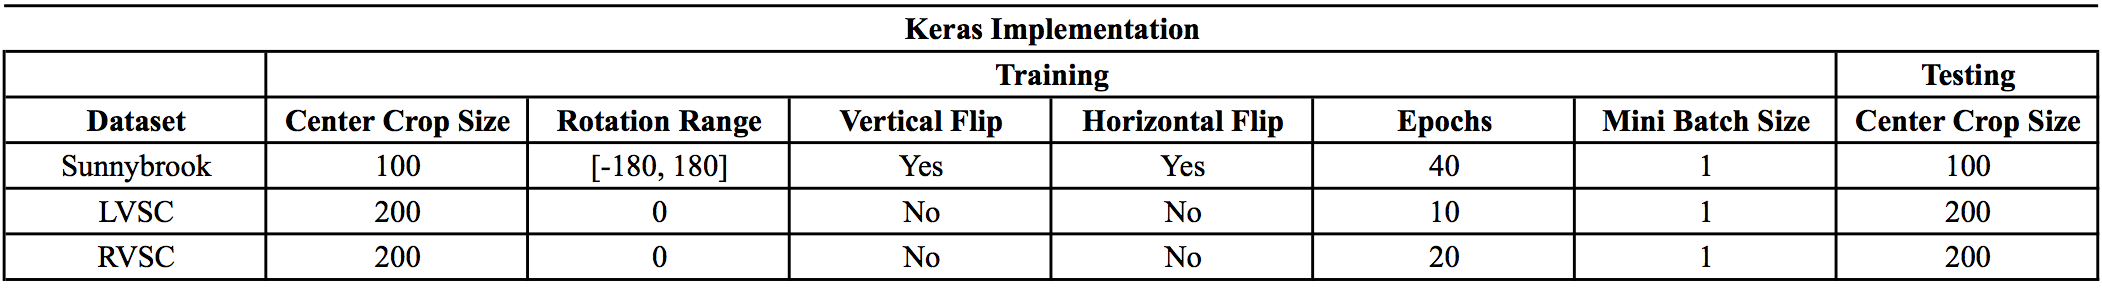 Keras Implementation
Training Testing
Dataset Center Crop Size Rotation Range Vertical Flip Horizontal Flip Epochs Mini Batch Size Center Crop Size
Sunnybrook 100 [-180, 180] Yes Yes 40 1 100
LVSC 200 0 No No 10 1 200
RVSC 200 0 No No 20 1 200